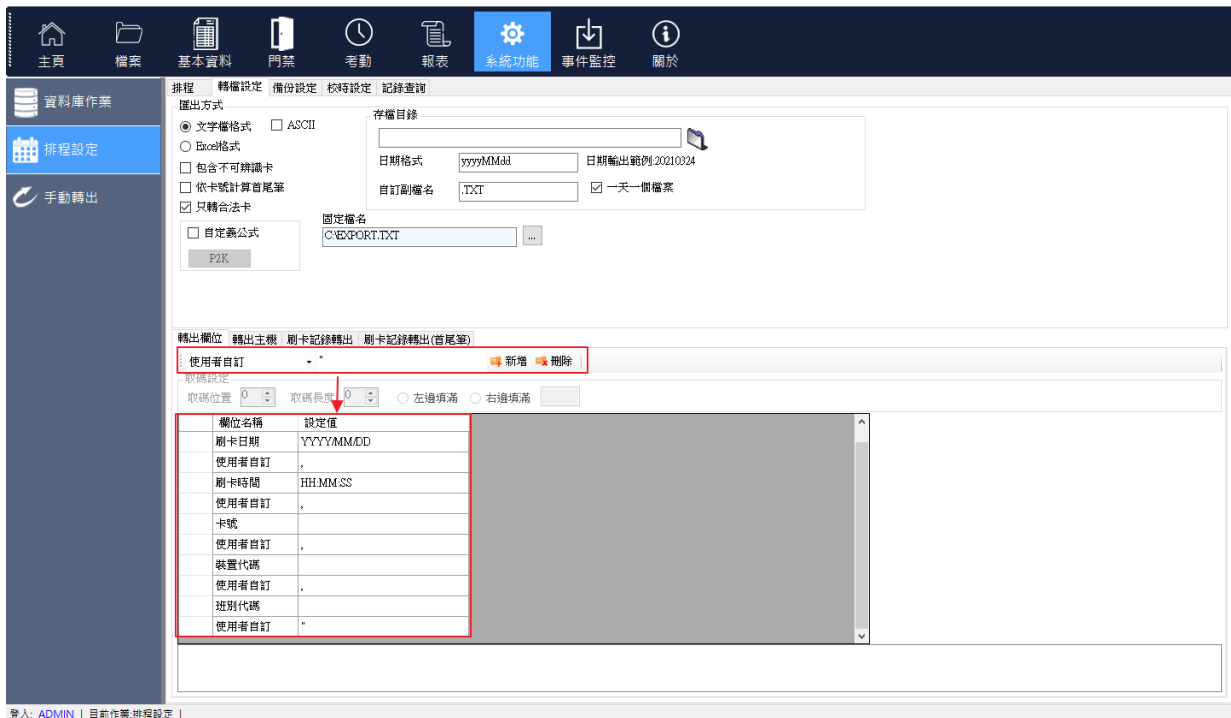 主頁 檔案 基本資料 門禁 考勤 報表 系統功能 事件監控 關於
資料庫作業
排程設定
手動轉出
排程 轉檔設定 備份設定 校時設定 記錄查詢
匯出方式
文字檔格式 ASCII
Excel格式
包含不可辨識卡
依卡號計算首尾筆
只轉合法卡
自定義公式
P2K
存檔目錄
日期格式 yyyyMMdd 日期輸出範例:20210324
自訂副檔名 .TXT 一天一個檔案
固定檔名
C:\EXPORT.TXT ...
轉出欄位 轉出主機 刷卡記錄轉出 刷卡記錄轉出(首尾筆)
使用者自訂 " 新增 刪除
取碼設定
取碼位置 0 取碼長度 0 左邊填滿 右邊填滿
欄位名稱 設定值
刷卡日期 YYYY/MM/DD
使用者自訂 ,
刷卡時間 HH:MM:SS
使用者自訂 ,
卡號
使用者自訂 ,
裝置代碼
使用者自訂 ,
班別代碼
使用者自訂 "
登入: ADMIN | 目前作業:排程設定 |